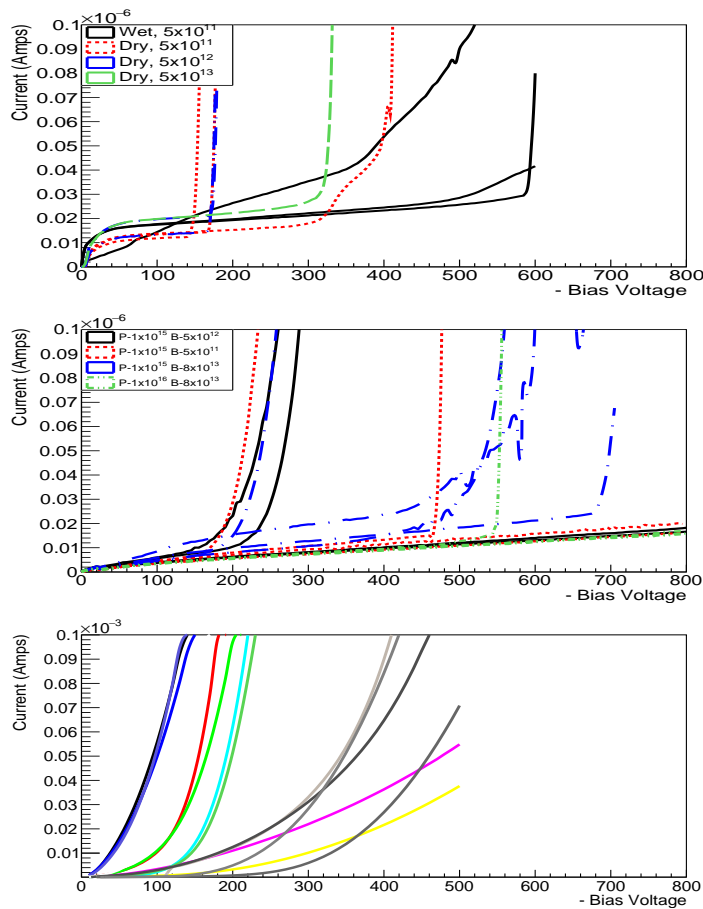 ×10⁻⁶
Current (Amps)
0.1
0.09
0.08
0.07
0.06
0.05
0.04
0.03
0.02
0.01
0
Wet, 5x10¹¹
Dry, 5x10¹¹
Dry, 5x10¹²
Dry, 5x10¹³
0 100 200 300 400 500 600 700 800
- Bias Voltage
×10⁻⁶
Current (Amps)
0.1
0.09
0.08
0.07
0.06
0.05
0.04
0.03
0.02
0.01
0
P-1x10¹⁵ B-5x10¹²
P-1x10¹⁵ B-5x10¹¹
P-1x10¹⁵ B-8x10¹³
P-1x10¹⁶ B-8x10¹³
0 100 200 300 400 500 600 700 800
- Bias Voltage
×10⁻³
Current (Amps)
0.1
0.09
0.08
0.07
0.06
0.05
0.04
0.03
0.02
0.01
0 100 200 300 400 500 600 700 800
- Bias Voltage